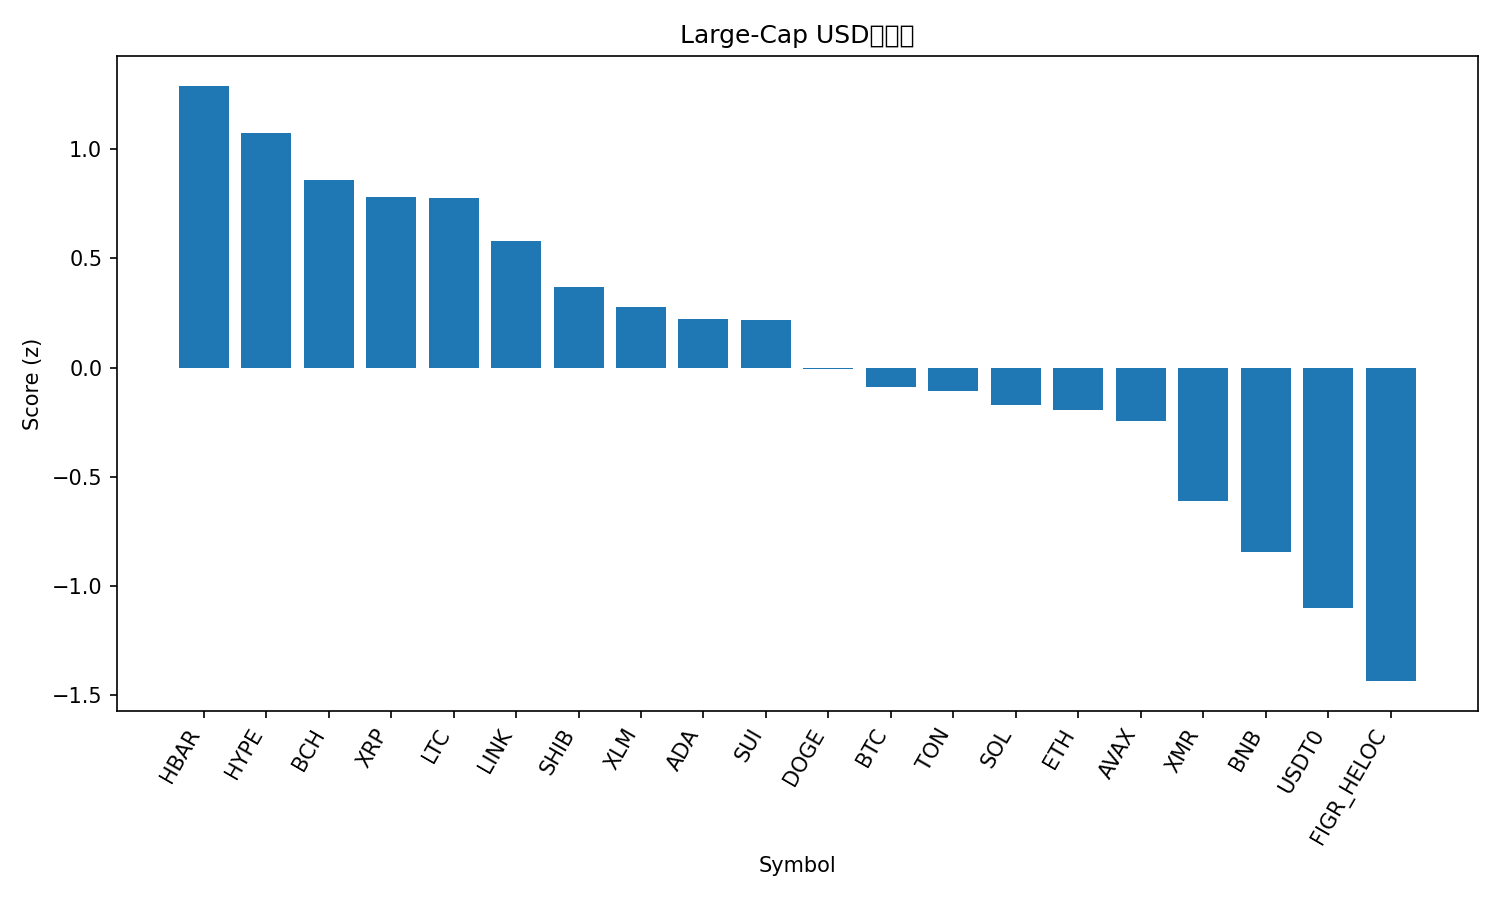 Large-Cap USD
Score (z)
1.0
0.5
0.0
−0.5
−1.0
−1.5
HBAR
HYPE
BCH
XRP
LTC
LINK
SHIB
XLM
ADA
SUI
DOGE
BTC
TON
SOL
ETH
AVAX
XMR
BNB
USDT0
FIGR_HELOC
Symbol